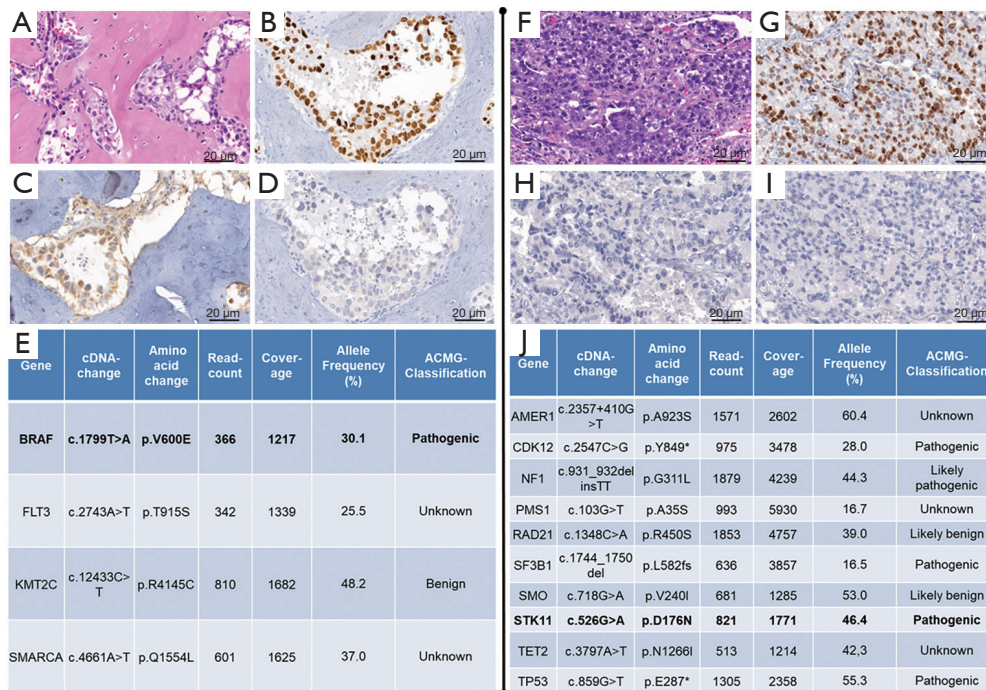 A
20 µm
B
20 µm
C
20 µm
D
20 µm
E
Gene cDNA-change Amino acid change Read-count Cover-age Allele Frequency (%) ACMG-Classification
BRAF c.1799T>A p.V600E 366 1217 30.1 Pathogenic
FLT3 c.2743A>T p.T915S 342 1339 25.5 Unknown
KMT2C c.12433C>T p.R4145C 810 1682 48.2 Benign
SMARCA c.4661A>T p.Q1554L 601 1625 37.0 Unknown
F
20 µm
G
20 µm
H
20 µm
I
20 µm
J
Gene cDNA-change Amino acid change Read-count Cover-age Allele Frequency (%) ACMG-Classification
AMER1 c.2357+410G>T p.A923S 1571 2602 60.4 Unknown
CDK12 c.2547C>G p.Y849* 975 3478 28.0 Pathogenic
NF1 c.931_932delinsTT p.G311L 1879 4239 44.3 Likely pathogenic
PMS1 c.103G>T p.A35S 993 5930 16.7 Unknown
RAD21 c.1348C>A p.R450S 1853 4757 39.0 Likely benign
SF3B1 c.1744_1750del p.L582fs 636 3857 16.5 Pathogenic
SMO c.718G>A p.V240I 681 1285 53.0 Likely benign
STK11 c.526G>A p.D176N 821 1771 46.4 Pathogenic
TET2 c.3797A>T p.N1266I 513 1214 42,3 Unknown
TP53 c.859G>T p.E287* 1305 2358 55.3 Pathogenic